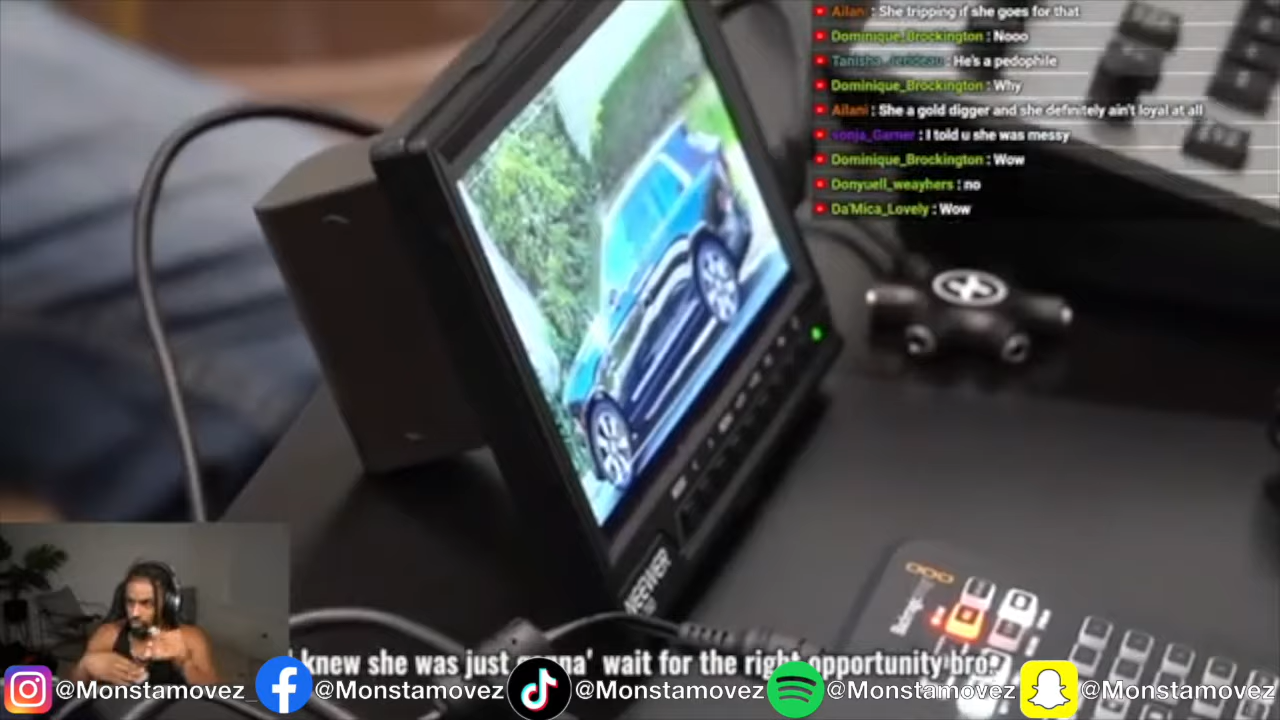 Ailani : She tripping if she goes for that
Dominique_Brockington : Nooo
He's a pedophile
Dominique_Brockington : Why
Ailani : She a gold digger and she definitely ain't loyal at all
sonja_Garner : I told u she was messy
Dominique_Brockington : Wow
Donyuell_weayhers : no
Da'Mica_Lovely : Wow
NEEWER
I knew she was just gonna' wait for the right opportunity bro.
@Monstamovez_ @Monstamovez @Monstamovez @Monstamovez @Monstamovez